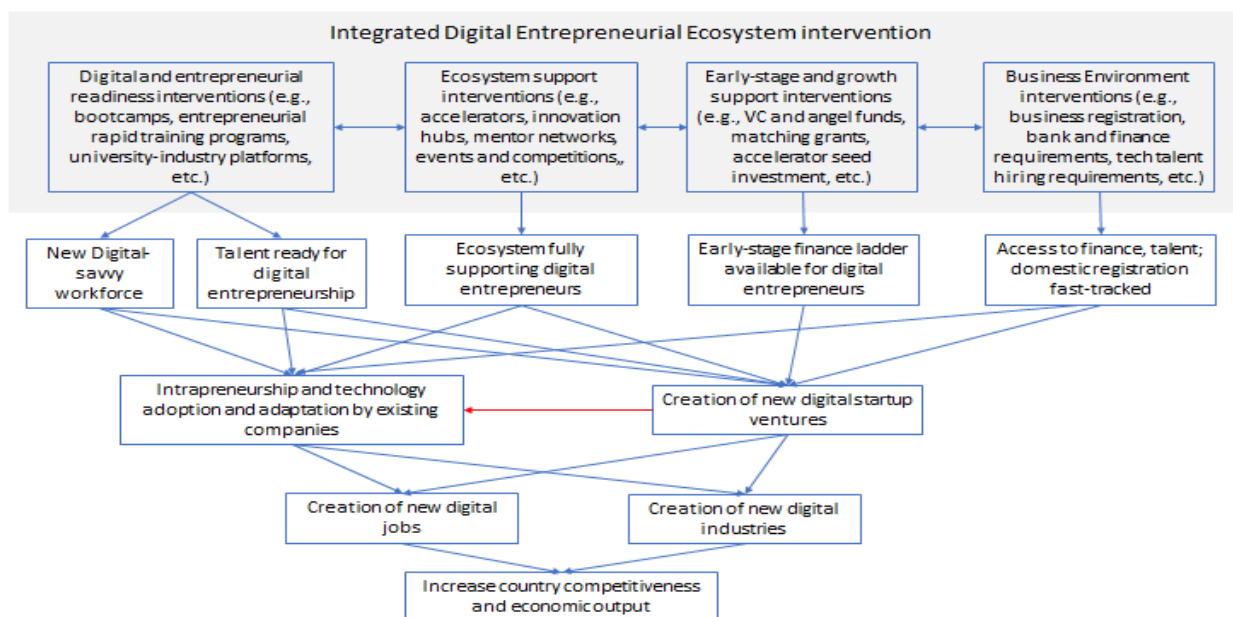 Integrated Digital Entrepreneurial Ecosystem intervention
Digital and entrepreneurial
readiness interventions (e.g.,
bootcamps, entrepreneurial
rapid training programs,
university-industry platforms,
etc.)
Ecosystem support
interventions (e.g.,
accelerators, innovation
hubs, mentor networks,
events and competitions,,
etc.)
Early-stage and growth
support interventions
(e.g., VC and angel funds,
matching grants,
accelerator seed
investment, etc.)
Business Environment
interventions (e.g.,
business registration,
bank and finance
requirements, tech talent
hiring requirements, etc.)
New Digital-
savvy
workforce
Talent ready for
digital
entrepreneurship
Ecosystem fully
supporting digital
entrepreneurs
Early-stage finance ladder
available for digital
entrepreneurs
Access to finance, talent;
domestic registration
fast-tracked
Intrapreneurship and technology
adoption and adaptation by existing
companies
Creation of new digital startup
ventures
Creation of new digital
jobs
Creation of new digital
industries
Increase country competitiveness
and economic output